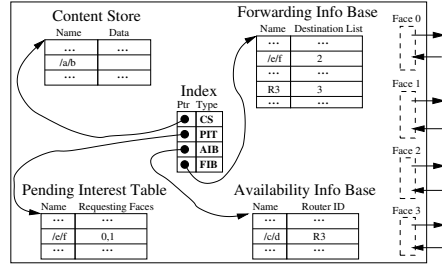 Content Store
Name Data
... ...
/a/b
... ...
Forwarding Info Base
Name Destination List
... ...
/e/f 2
... ...
R3 3
... ...
Face 0
Face 1
Face 2
Face 3
Index
Ptr Type
CS
PIT
AIB
FIB
Pending Interest Table
Name Requesting Faces
... ...
/e/f 0,1
... ...
Availability Info Base
Name Router ID
... ...
/c/d R3
... ...